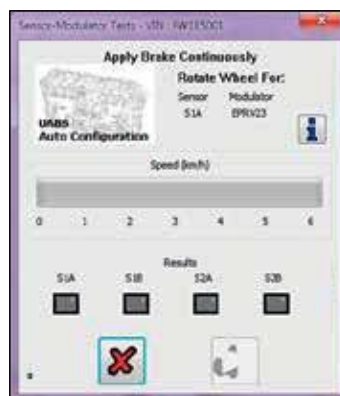 Sensor-Modulator Tests - VIN : FW115001
Apply Brake Continuously
Rotate Wheel For:
Sensor Modulator
S1A EPRV23
UABS
Auto Configuration
Speed (km/h)
0 1 2 3 4 5 6
Results
S1A S1B S2A S2B